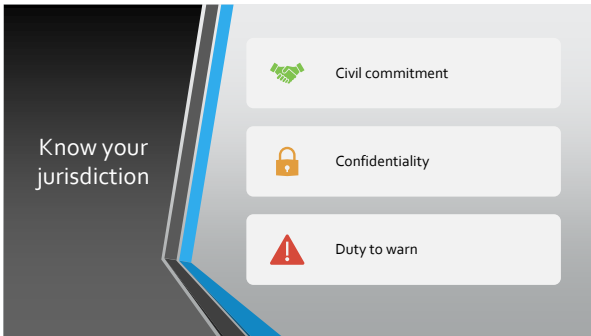 Know your
jurisdiction
Civil commitment
Confidentiality
Duty to warn